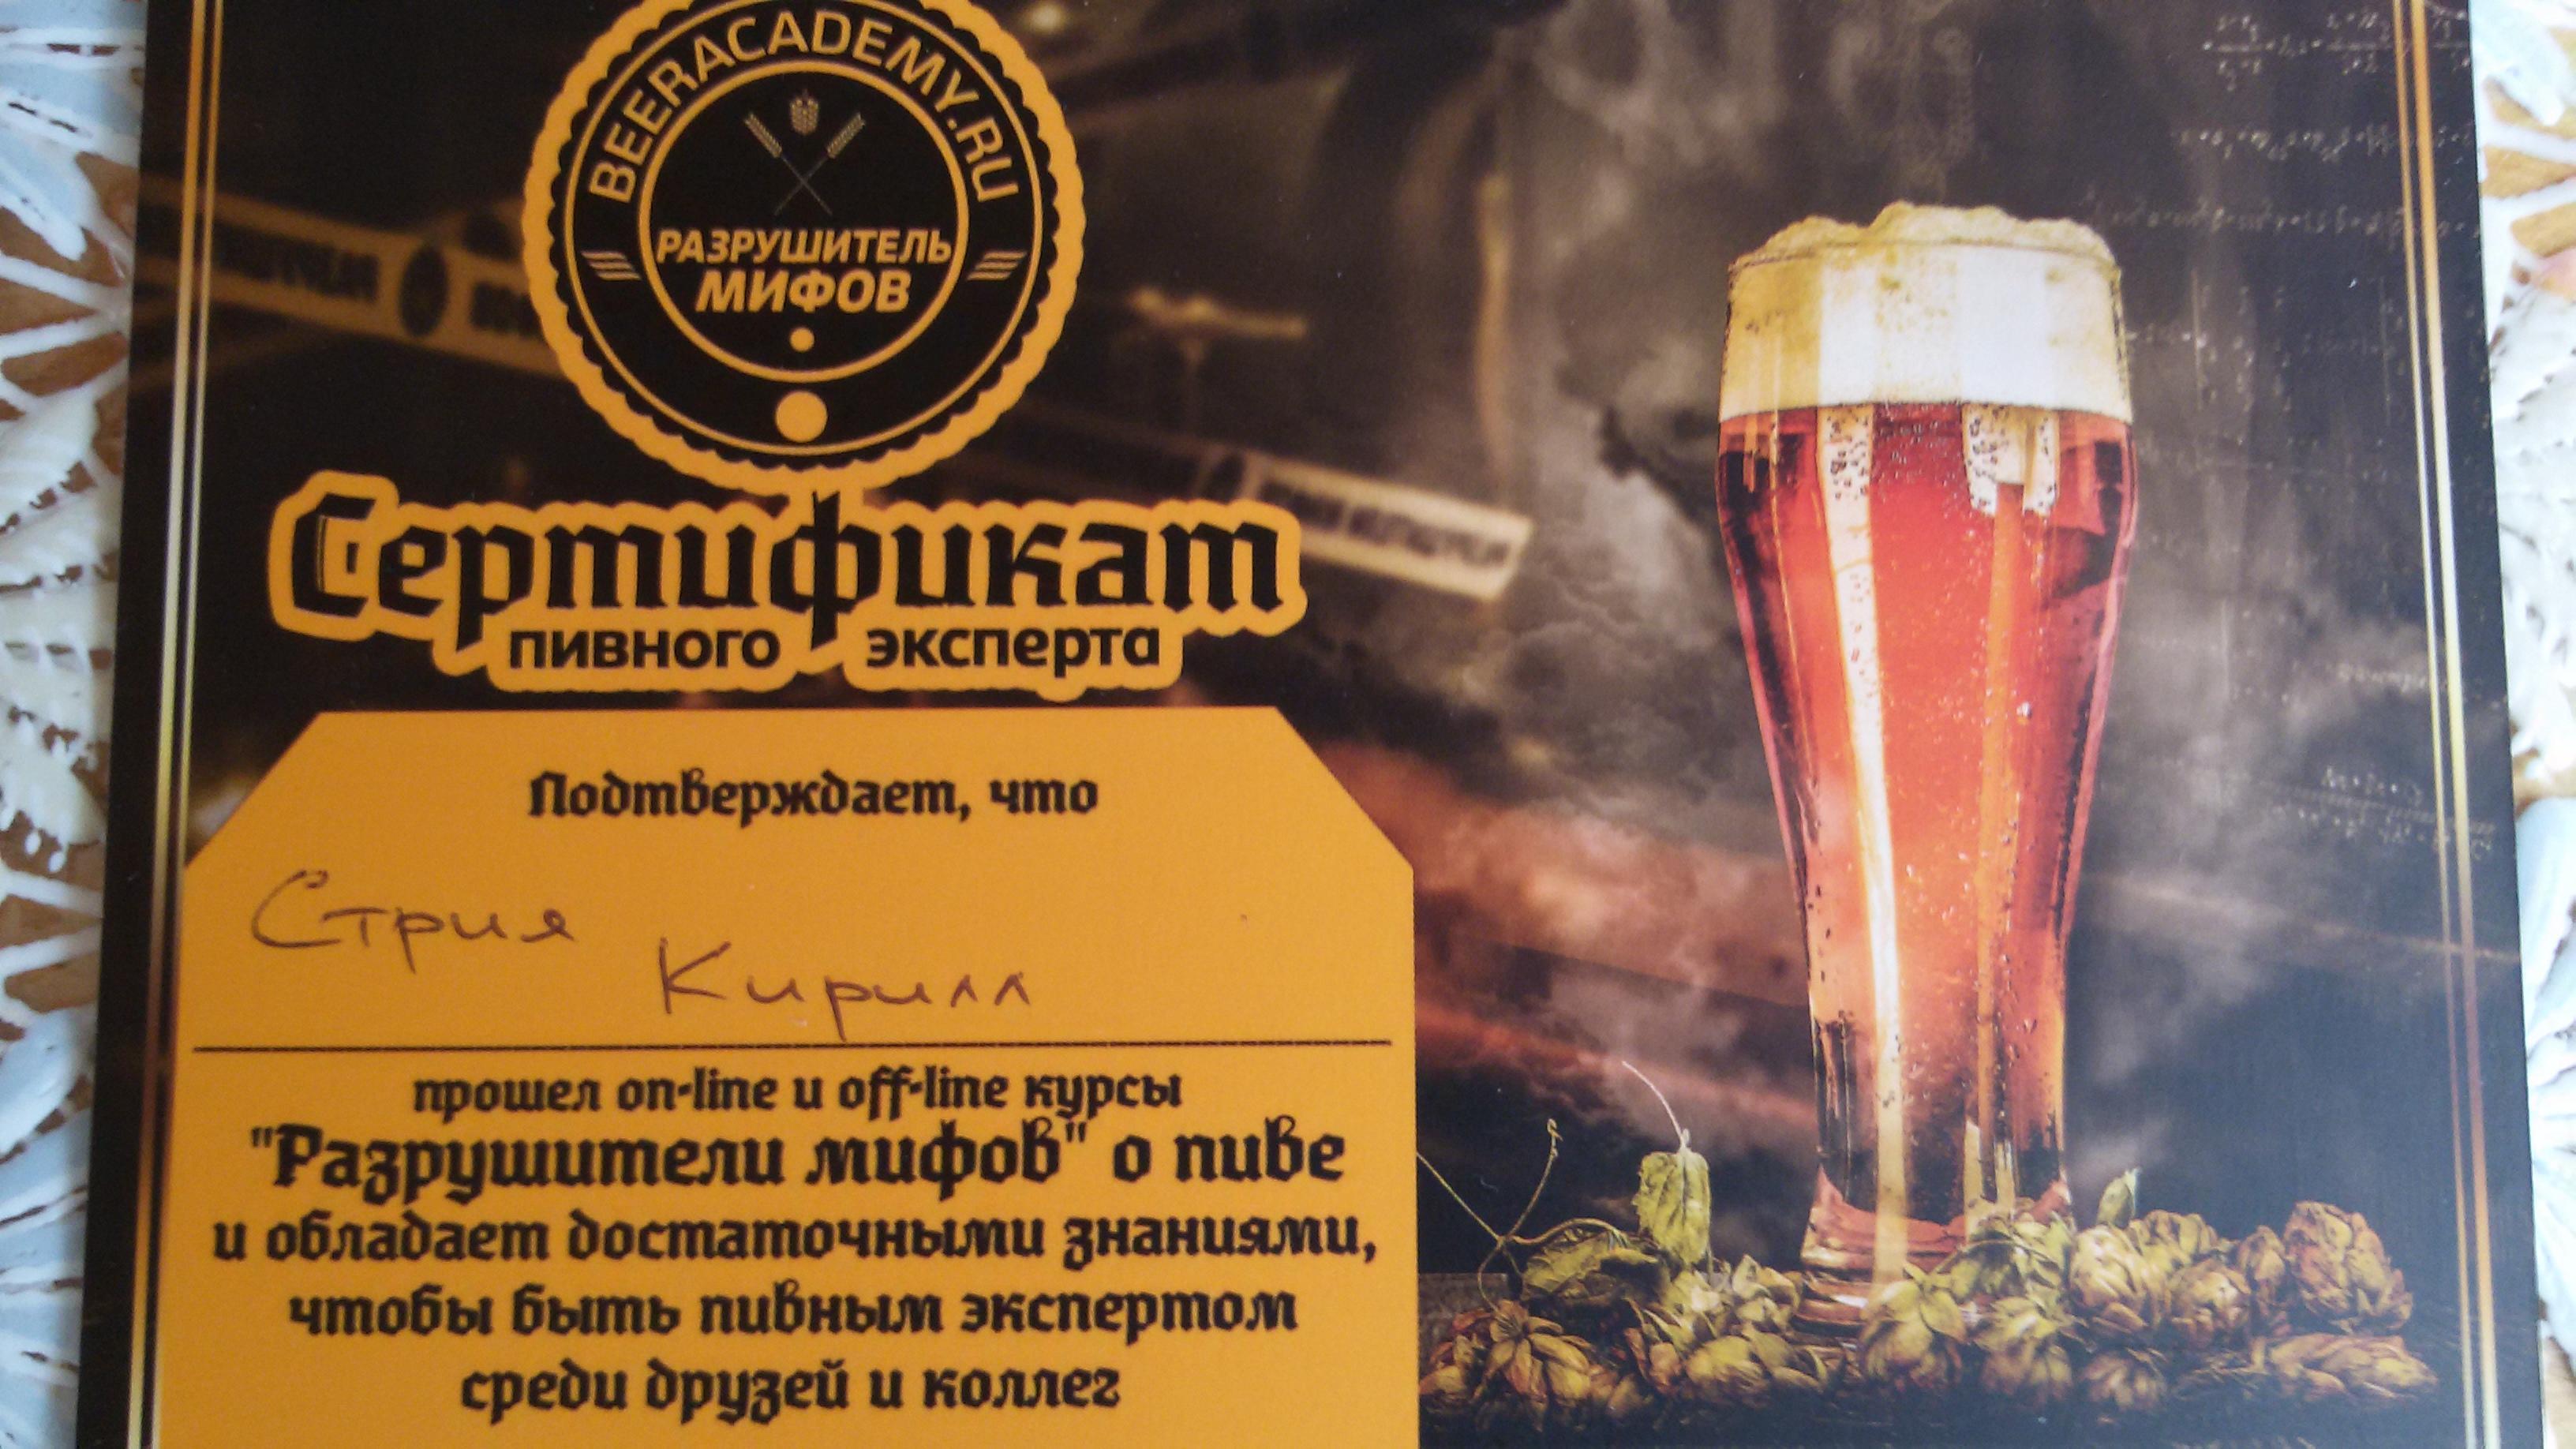 BEERACADEMY.RU
РАЗРУШИТЕЛЬ
МИФОВ
Сертификат
пивного эксперта
Подтверждает, что
Стрия
Кирилл
прошел on-line и off-line курсы
"Разрушители мифов" о пиве
и обладает достаточными знаниями,
чтобы быть пивным экспертом
среди друзей и коллег